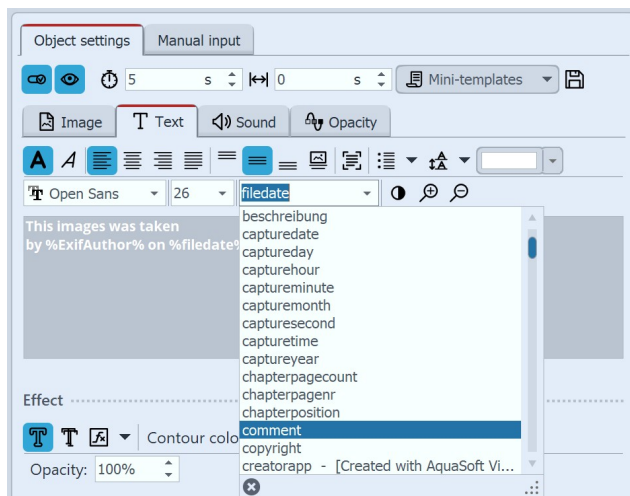 Object settings Manual input
5 s 0 s Mini-templates
Image Text Sound Opacity
Open Sans 26 filedate
This images was taken
by %ExifAuthor% on %filedate%
beschreibung
capturedate
captureday
capturehour
captureminute
capturemonth
capturesecond
capturetime
captureyear
chapterpagecount
chapterpagenr
chapterposition
comment
copyright
creatorapp - [Created with AquaSoft Vi...
Effect
Contour colo
Opacity: 100%